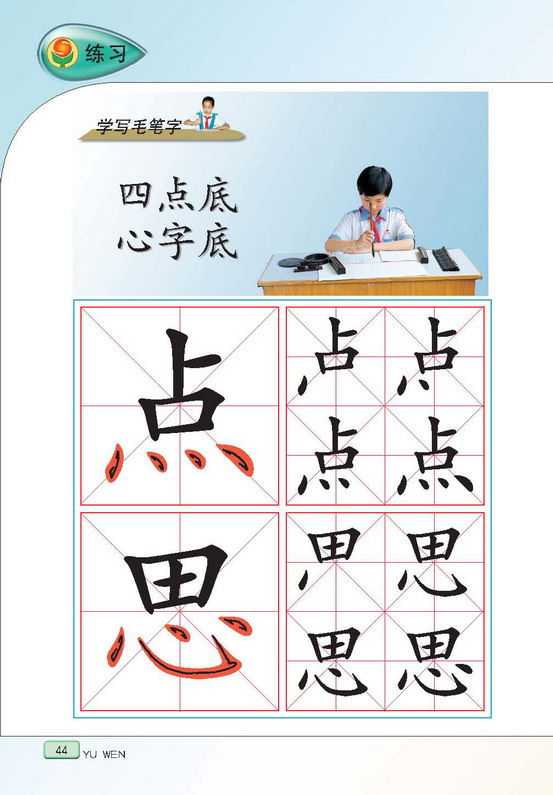 练习
学写毛笔字
四点底
心字底
点
点 点
点 点
思
思 思
思 思
44 YU WEN